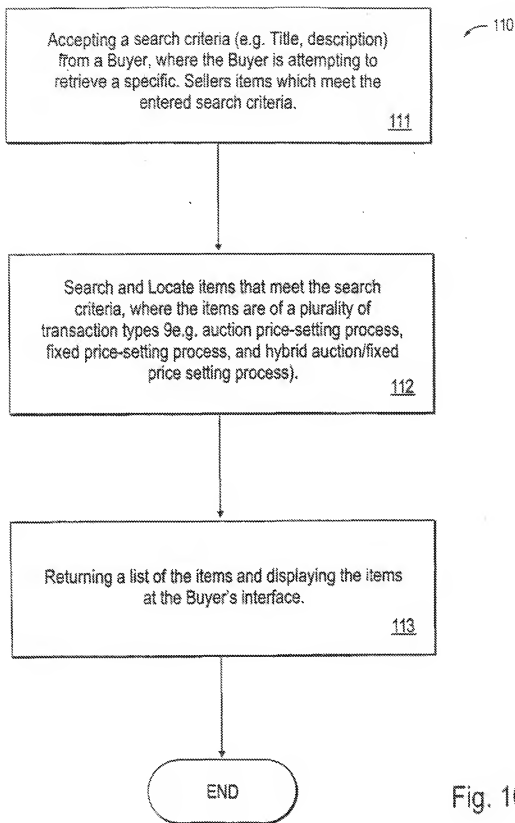 110
Accepting a search criteria (e.g. Title, description)
from a Buyer, where the Buyer is attempting to
retrieve a specific. Sellers items which meet the
entered search criteria.
111
Search and Locate items that meet the search
criteria, where the items are of a plurality of
transaction types 9e.g. auction price-setting process,
fixed price-setting process, and hybrid auction/fixed
price setting process).
112
Returning a list of the items and displaying the items
at the Buyer's interface.
113
END
Fig.